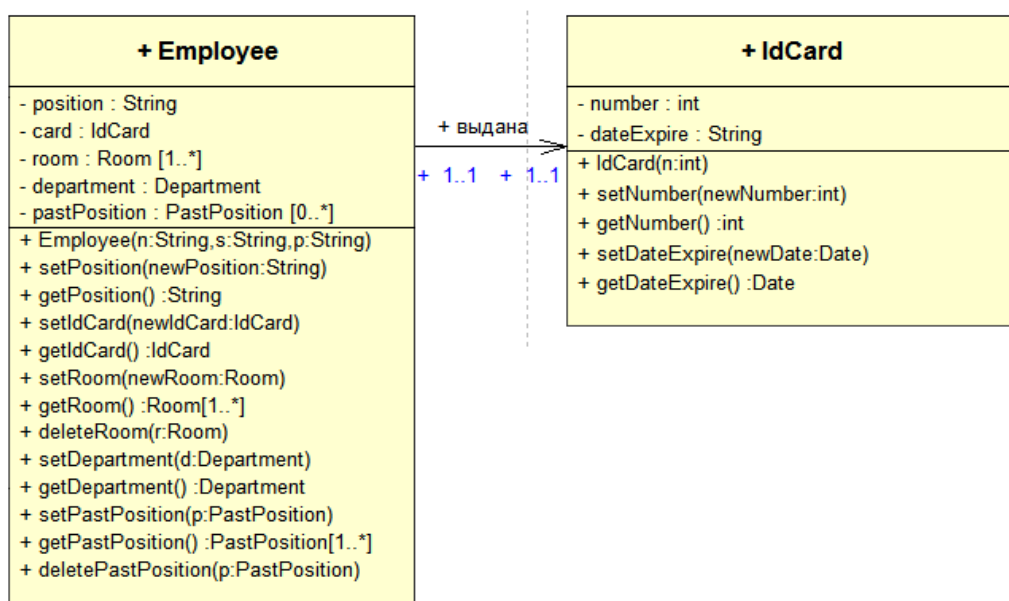 + Employee
- position : String
- card : IdCard
- room : Room [1..*]
- department : Department
- pastPosition : PastPosition [0..*]
+ Employee(n:String,s:String,p:String)
+ setPosition(newPosition:String)
+ getPosition() :String
+ setIdCard(newIdCard:IdCard)
+ getIdCard() :IdCard
+ setRoom(newRoom:Room)
+ getRoom() :Room[1..*]
+ deleteRoom(r:Room)
+ setDepartment(d:Department)
+ getDepartment() :Department
+ setPastPosition(p:PastPosition)
+ getPastPosition() :PastPosition[1..*]
+ deletePastPosition(p:PastPosition)
+ выдана
+ 1..1 + 1..1
+ IdCard
- number : int
- dateExpire : String
+ IdCard(n:int)
+ setNumber(newNumber:int)
+ getNumber() :int
+ setDateExpire(newDate:Date)
+ getDateExpire() :Date